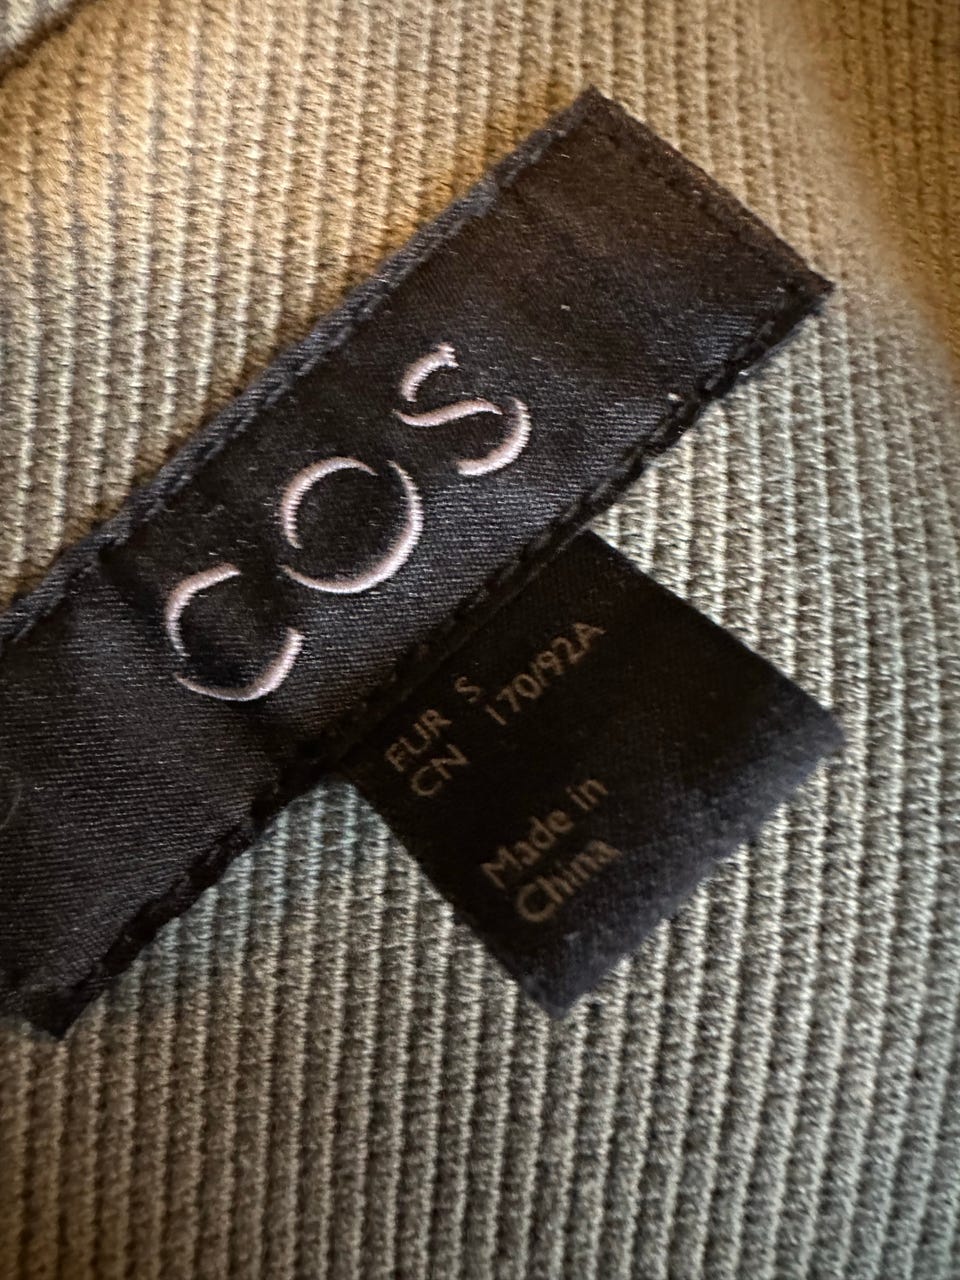 COS
EUR S
CN 170/92A
Made in
China